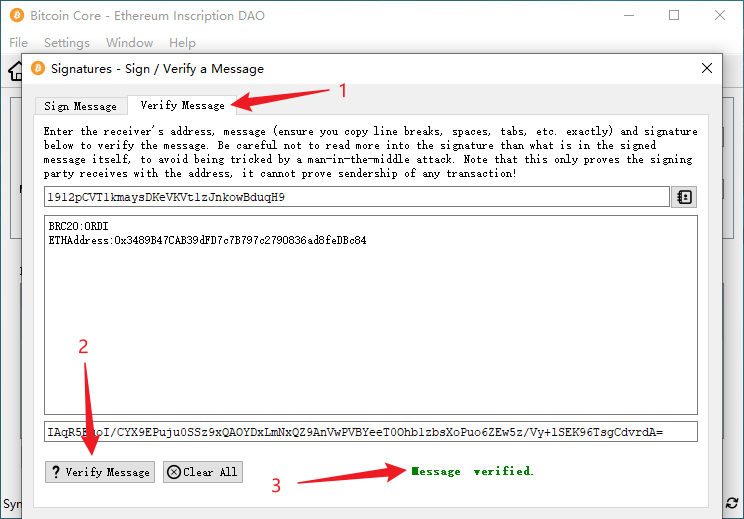 Bitcoin Core - Ethereum Inscription DAO
File Settings Window Help
Signatures - Sign / Verify a Message
1
Sign Message Verify Message
Enter the receiver's address, message (ensure you copy line breaks, spaces, tabs, etc. exactly) and signature
below to verify the message. Be careful not to read more into the signature than what is in the signed
message itself, to avoid being tricked by a man-in-the-middle attack. Note that this only proves the signing
party receives with the address, it cannot prove sendership of any transaction!
1912pCVT1kmaysDKeVKVt1zJnkowBduqH9
BRC20:ORDI
ETHAddress:0x3489B47CAB39dFD7c7B797c2790836ad8feDBc84
2
? Verify Message
Clear All
3
Message verified.
Syn